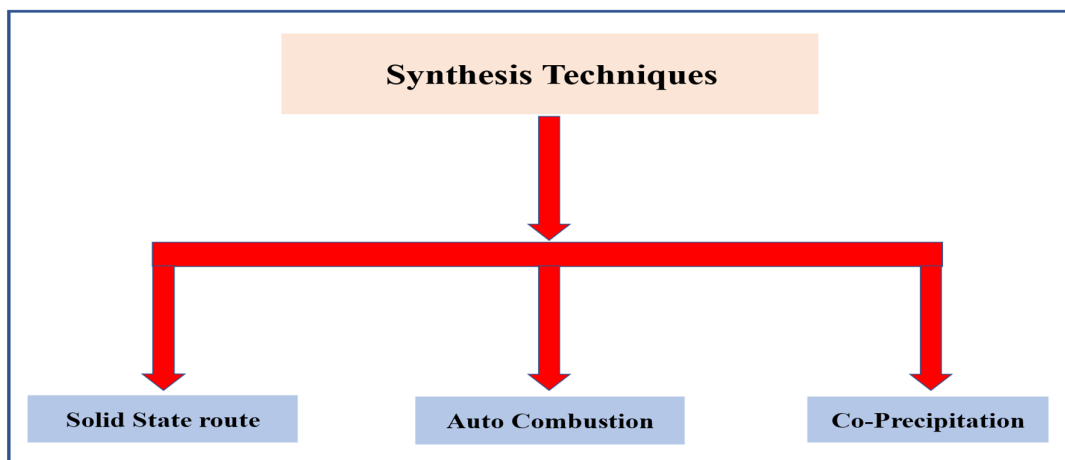 Synthesis Techniques
Solid State route
Auto Combustion
Co-Precipitation